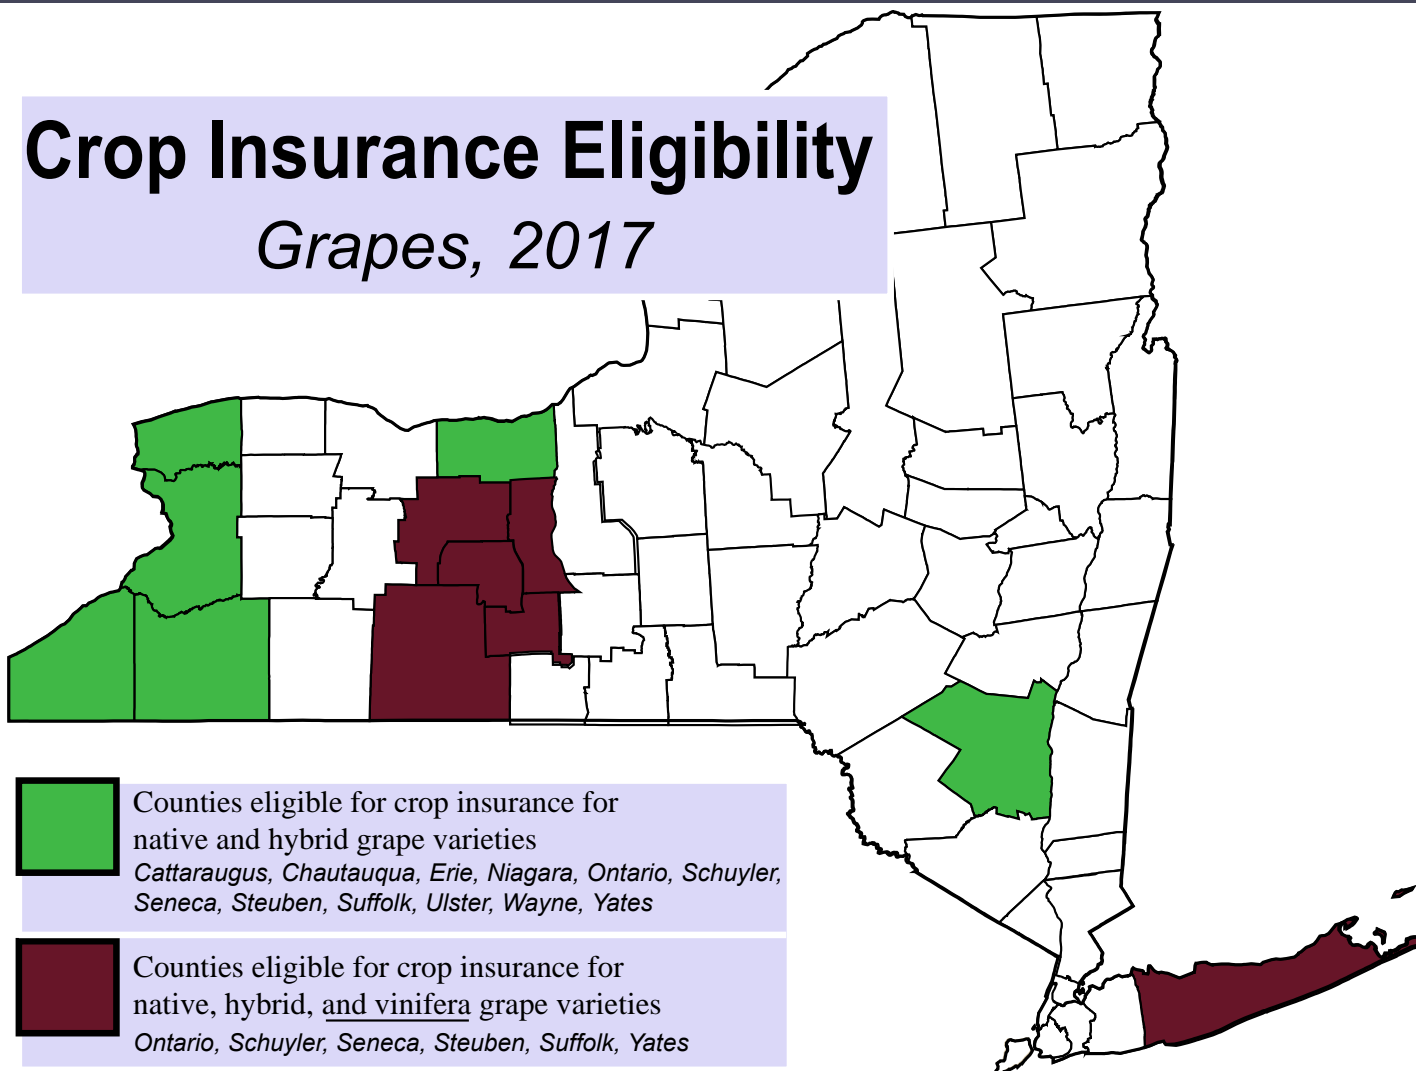 Crop Insurance Eligibility
Grapes, 2017
Counties eligible for crop insurance for
native and hybrid grape varieties
Cattaraugus, Chautauqua, Erie, Niagara, Ontario, Schuyler,
Seneca, Steuben, Suffolk, Ulster, Wayne, Yates
Counties eligible for crop insurance for
native, hybrid, and vinifera grape varieties
Ontario, Schuyler, Seneca, Steuben, Suffolk, Yates